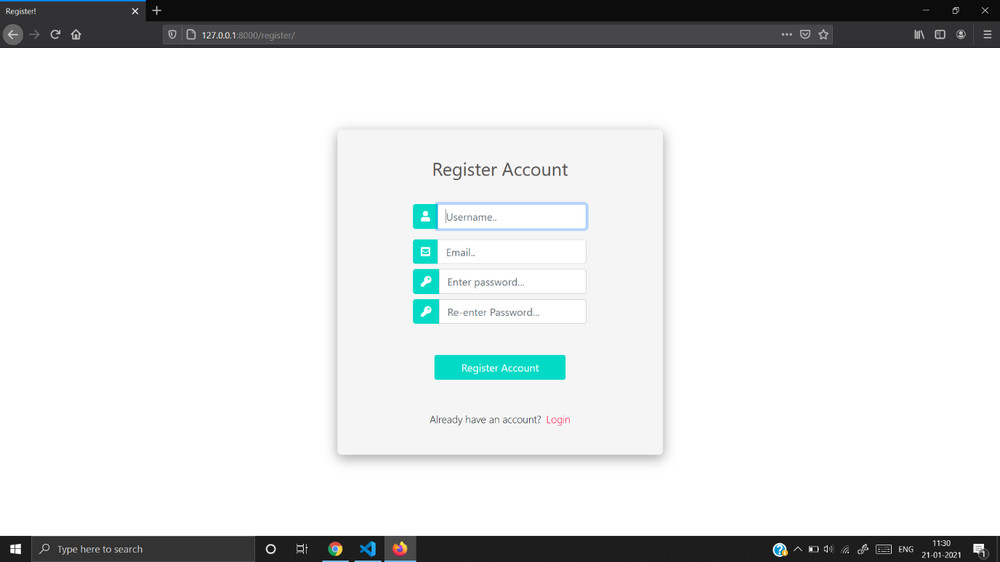 Register!
127.0.0.1:8000/register/
Register Account
Username..
Email..
Enter password...
Re-enter Password...
Register Account
Already have an account? Login
Type here to search
ENG
11:30
21-01-2021
1